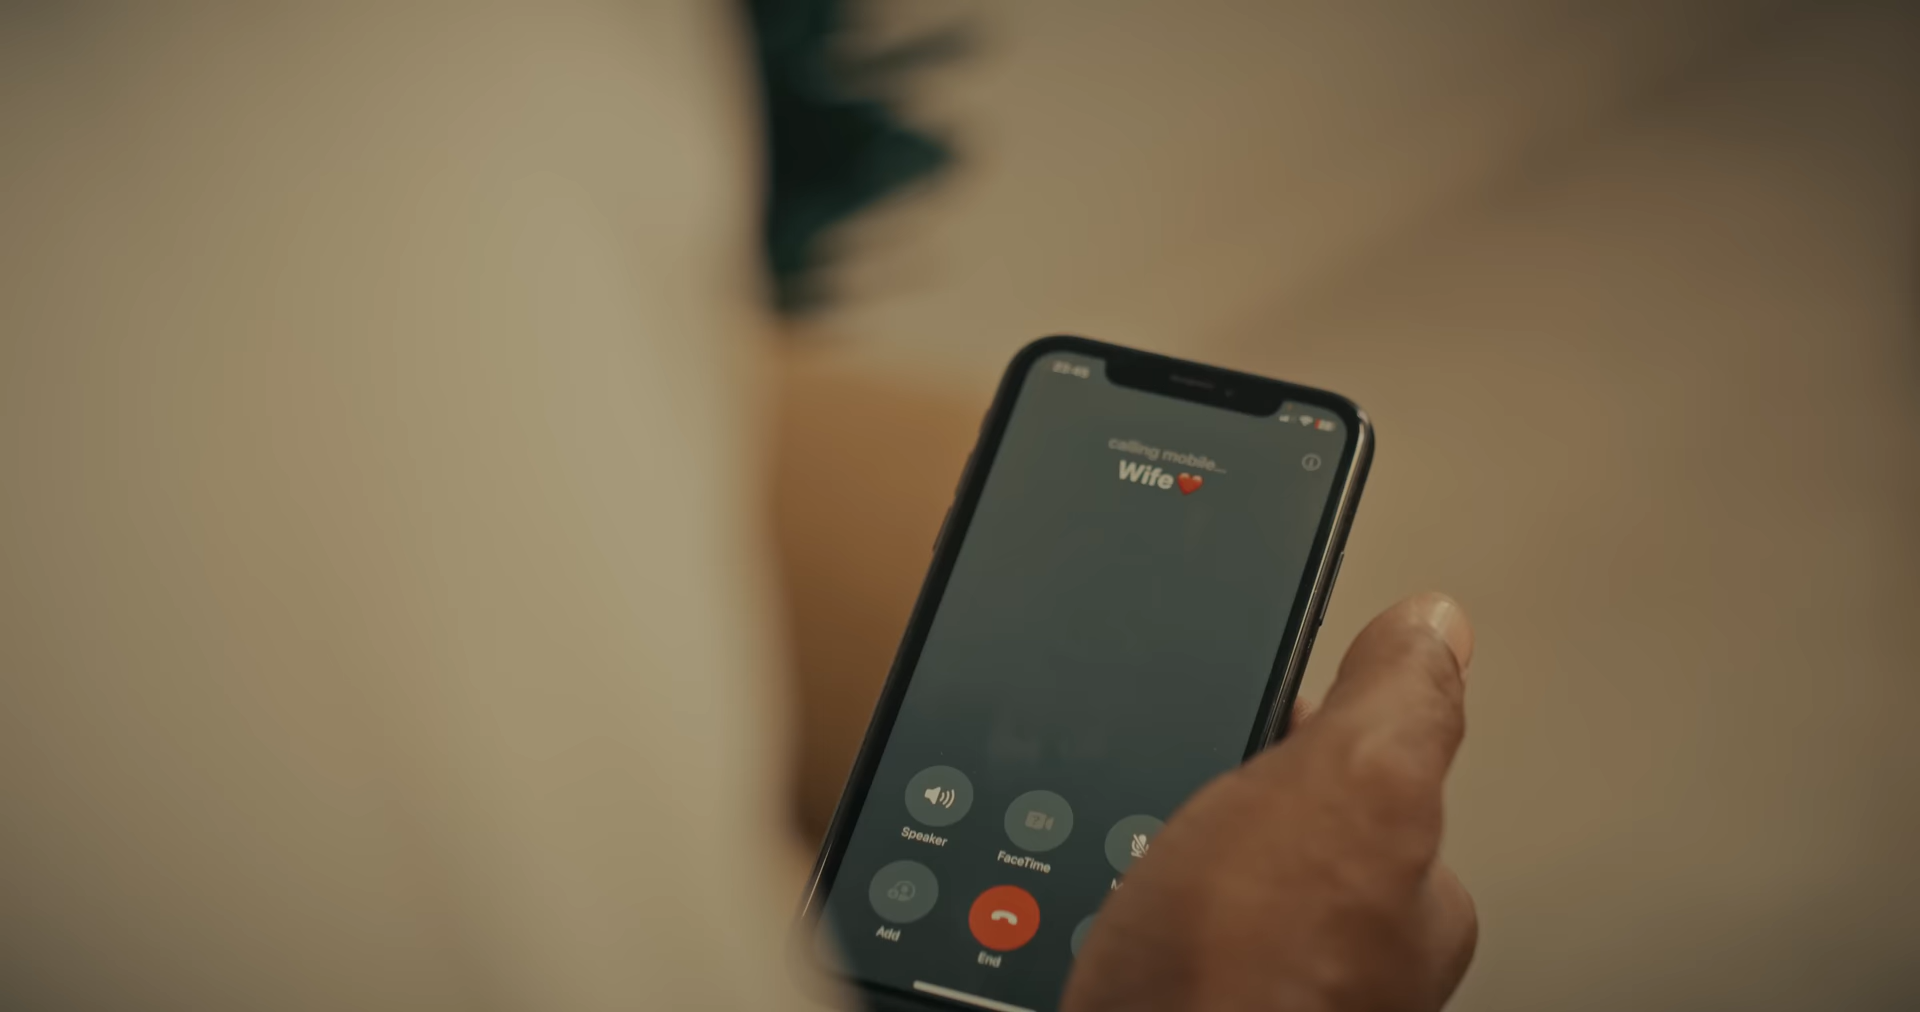 calling mobile...
Wife ❤️
Speaker
FaceTime
Add
End